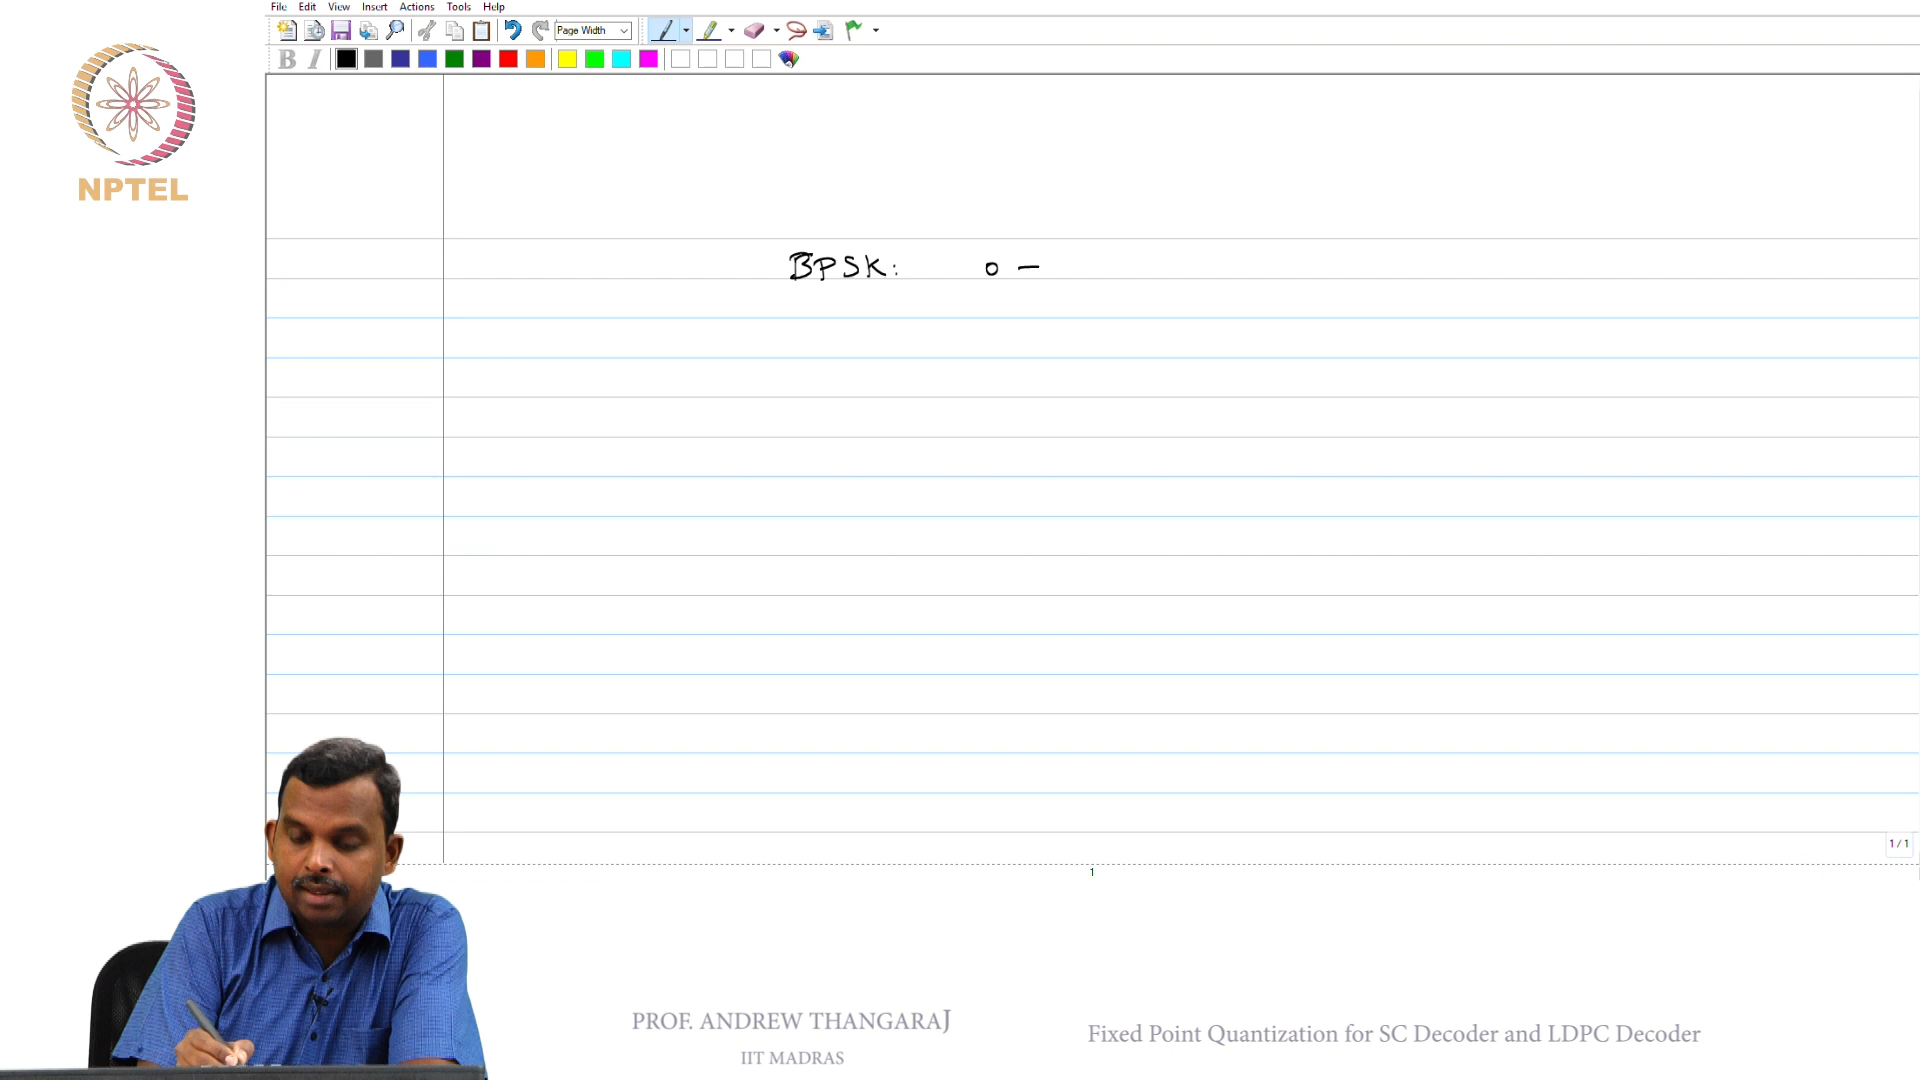 File Edit View Insert Actions Tools Help
Page Width
B I
NPTEL
BPSK: 0 –
1 / 1
1
PROF. ANDREW THANGARAJ
IIT MADRAS
Fixed Point Quantization for SC Decoder and LDPC Decoder